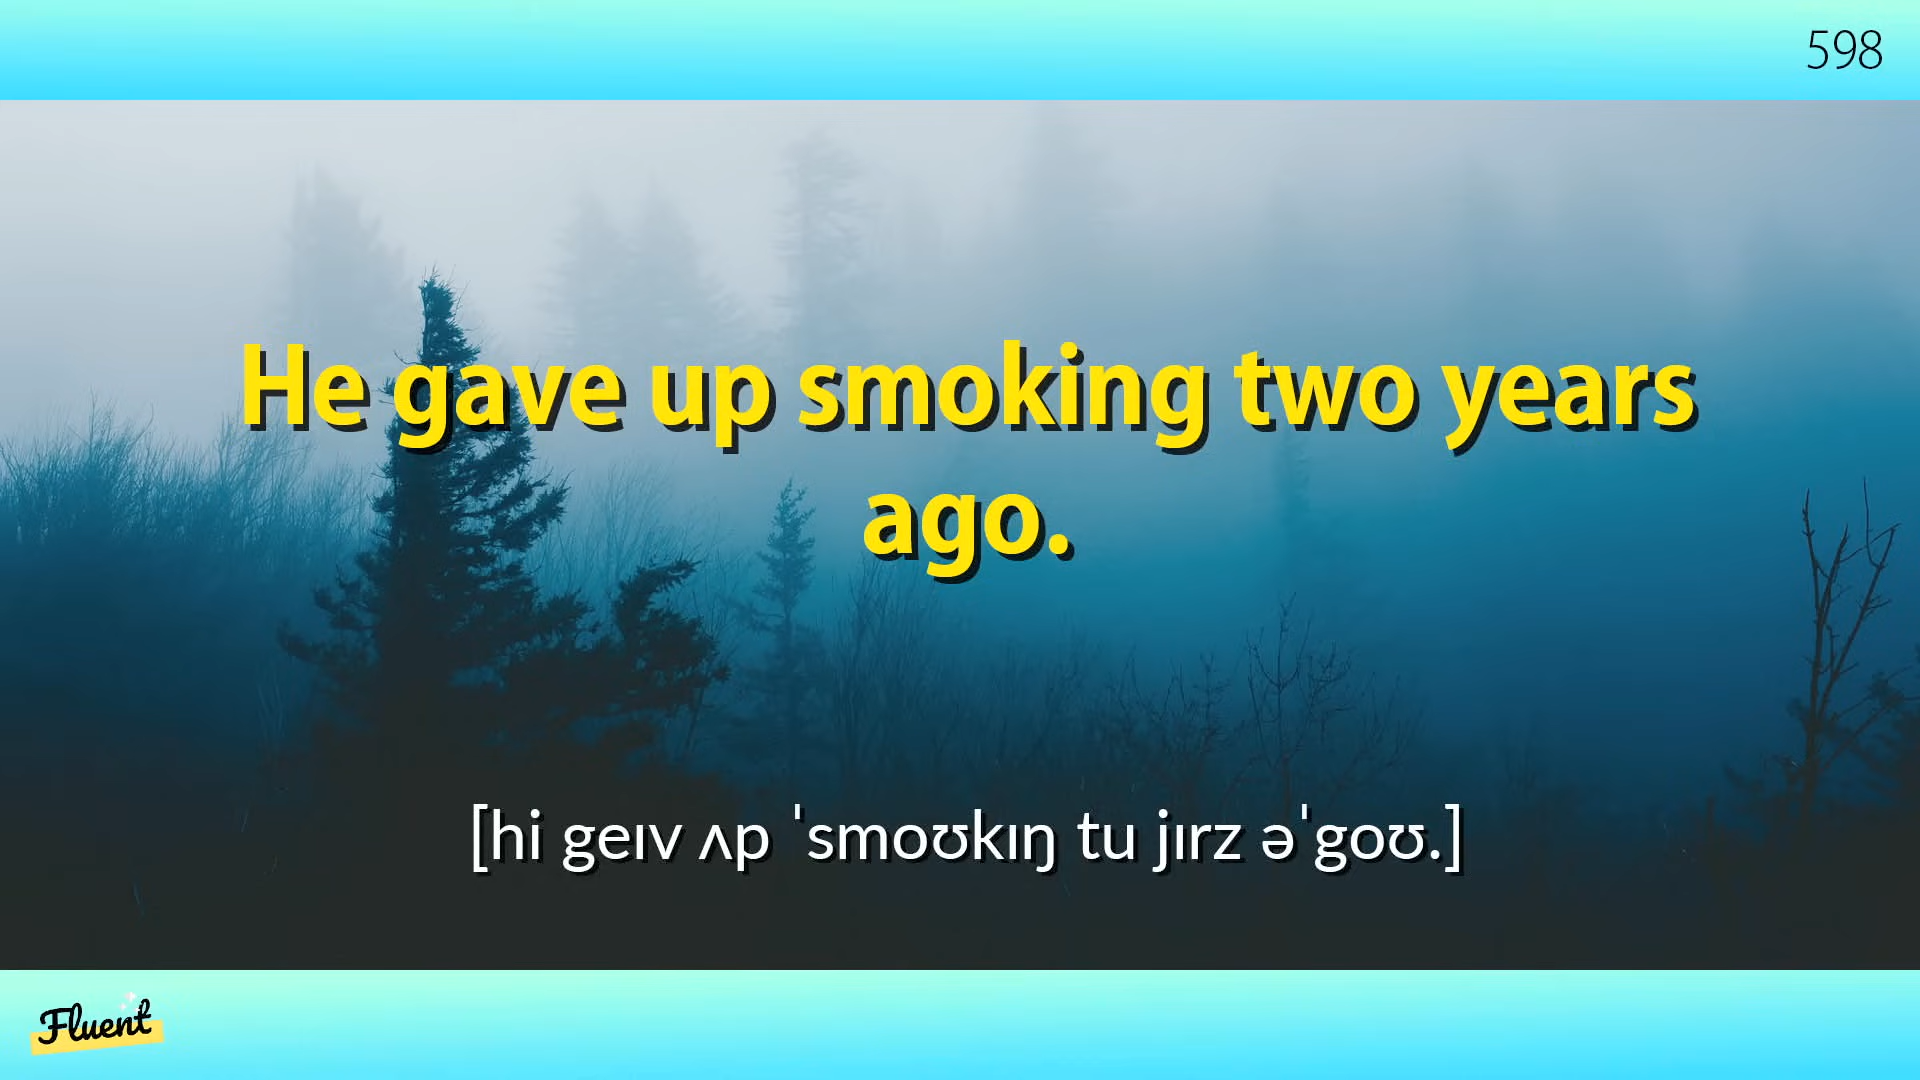 598
He gave up smoking two years
ago.
[hi geɪv ʌp ˈsmoʊkɪŋ tu jɪrz əˈgoʊ.]
Fluent